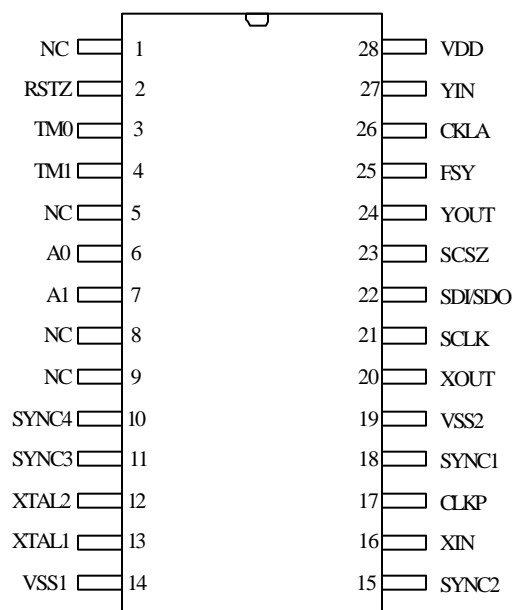 NC 1 28 VDD
RSTZ 2 27 YIN
TM0 3 26 CKLA
TM1 4 25 FSY
NC 5 24 YOUT
A0 6 23 SCSZ
A1 7 22 SDI/SDO
NC 8 21 SCLK
NC 9 20 XOUT
SYNC4 10 19 VSS2
SYNC3 11 18 SYNC1
XTAL2 12 17 CLKP
XTAL1 13 16 XIN
VSS1 14 15 SYNC2